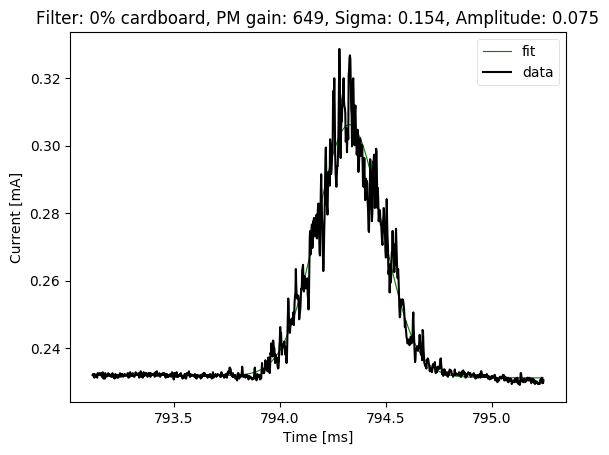 Filter: 0% cardboard, PM gain: 649, Sigma: 0.154, Amplitude: 0.075
fit
data
0.32
0.30
0.28
0.26
0.24
Current [mA]
793.5 794.0 794.5 795.0
Time [ms]